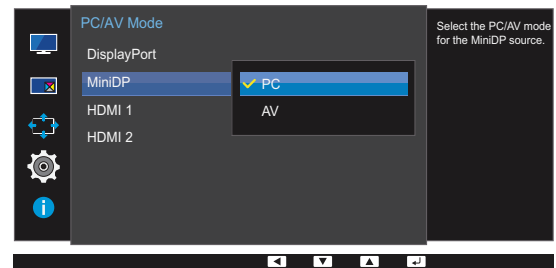 PC/AV Mode
Select the PC/AV mode
for the MiniDP source.
DisplayPort
MiniDP
PC
HDMI 1
AV
HDMI 2